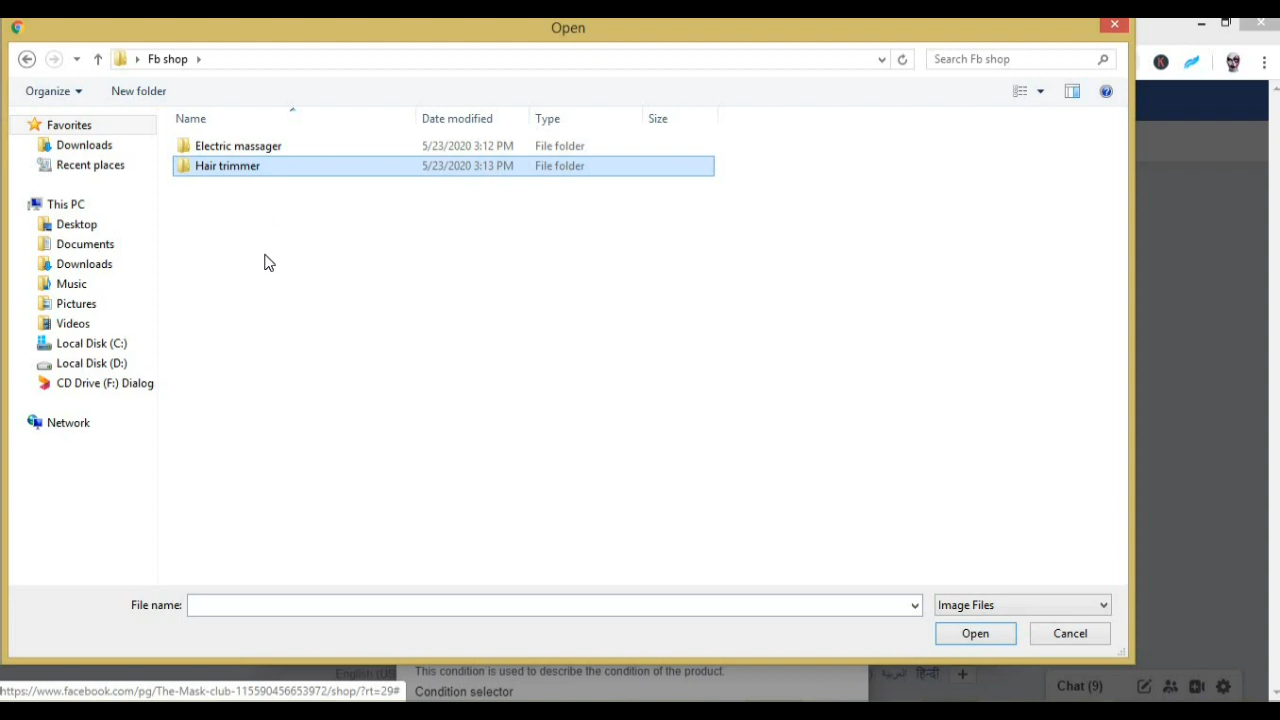 Open
Fb shop
Search Fb shop
Organize
New folder
Name
Date modified
Type
Size
Favorites
Downloads
Recent places
This PC
Desktop
Documents
Downloads
Music
Pictures
Videos
Local Disk (C:)
Local Disk (D:)
CD Drive (F:) Dialog
Network
Electric massager 5/23/2020 3:12 PM File folder
Hair trimmer 5/23/2020 3:13 PM File folder
File name:
Image Files
Open
Cancel
This condition is used to describe the condition of the product.
English (US
العربية
हिन्दी
Condition selector
Chat (9)
https://www.facebook.com/pg/The-Mask-club-115590456653972/shop/?rt=29#